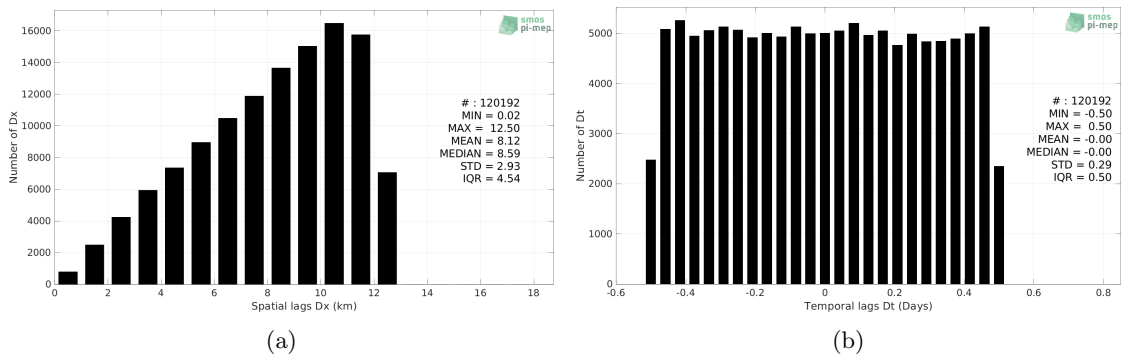 16000
14000
12000
10000
8000
6000
4000
2000
0
Number of Dx
smos
pi-mep
# : 120192
MIN = 0.02
MAX = 12.50
MEAN = 8.12
MEDIAN = 8.59
STD = 2.93
IQR = 4.54
0 2 4 6 8 10 12 14 16 18
Spatial lags Dx (km)
(a)
5000
4000
3000
2000
1000
0
Number of Dt
smos
pi-mep
# : 120192
MIN = -0.50
MAX = 0.50
MEAN = -0.00
MEDIAN = -0.00
STD = 0.29
IQR = 0.50
-0.6 -0.4 -0.2 0 0.2 0.4 0.6 0.8
Temporal lags Dt (Days)
(b)